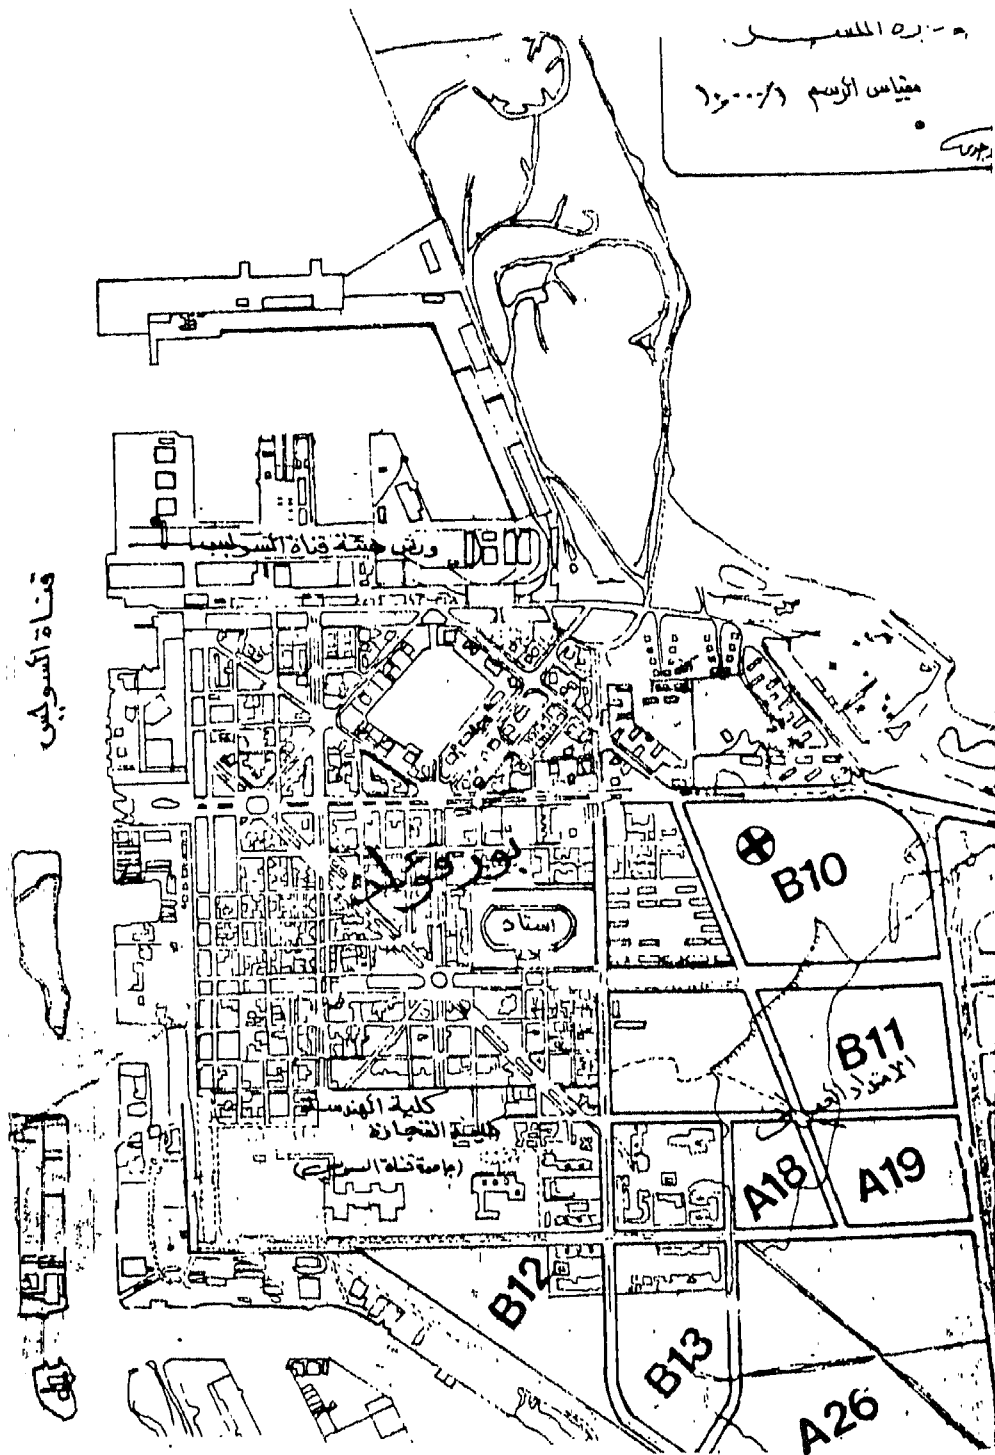 مقياس الرسم ١/١٠٠٠٠
ورش هيئة قناة السويس
قناة السويس
بور فؤاد
استاد
B10
B11
الامتداد
كلية الهندسة
كلية التجارة
(جامعة قناة السويس)
A18
A19
B12
B13
A26